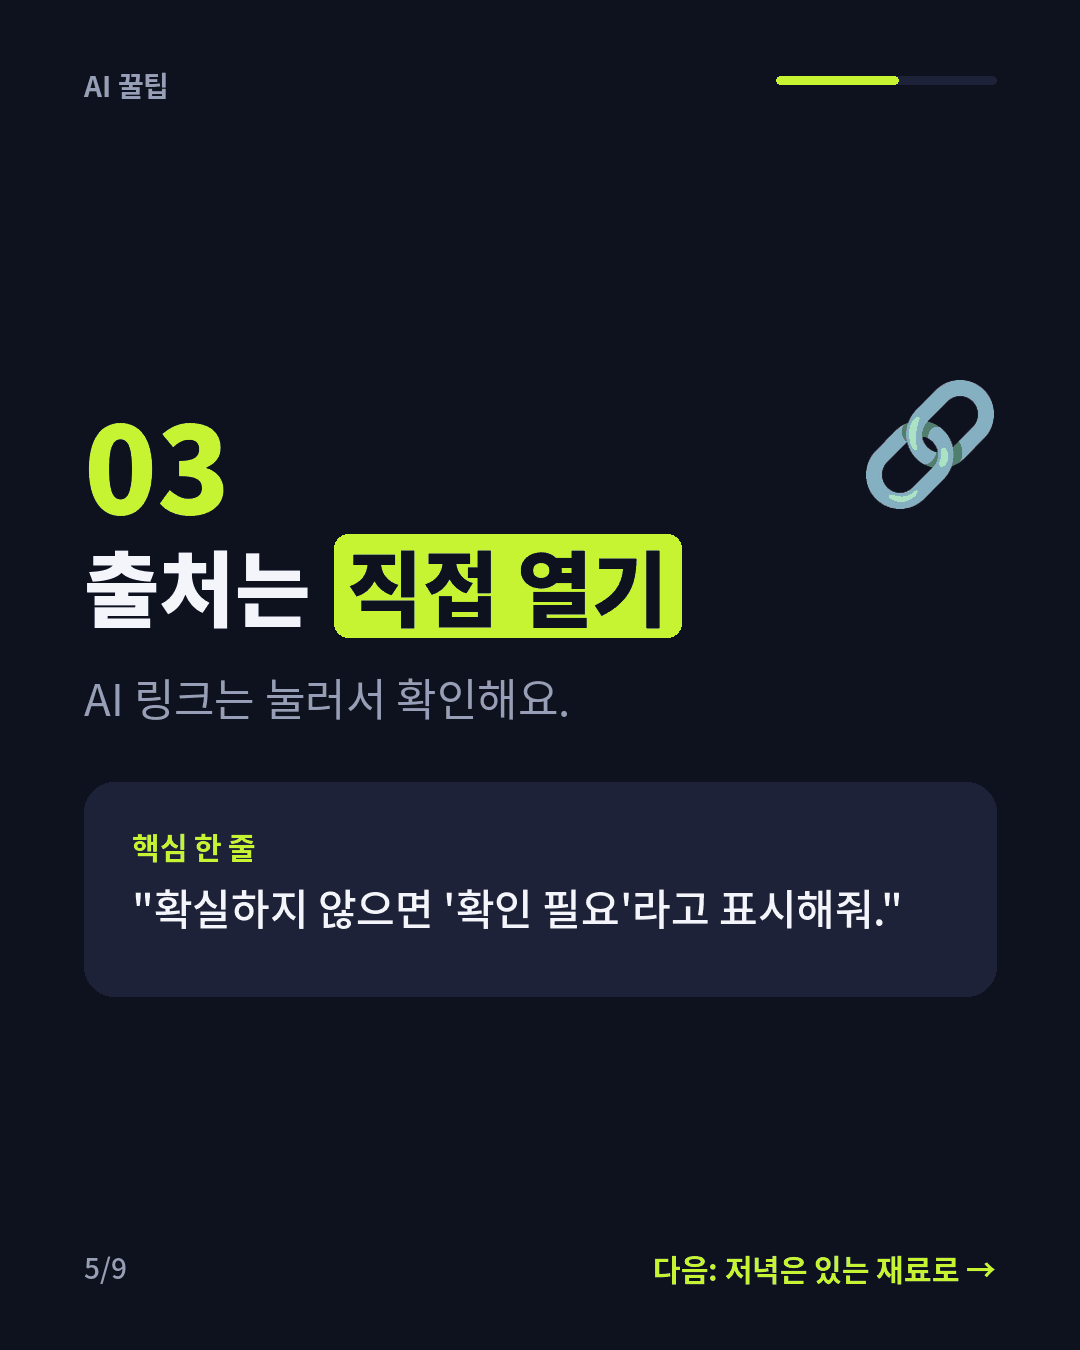 AI 꿀팁
03
출처는 직접 열기
AI 링크는 눌러서 확인해요.
핵심 한 줄
"확실하지 않으면 '확인 필요'라고 표시해줘."
5/9
다음: 저녁은 있는 재료로 →